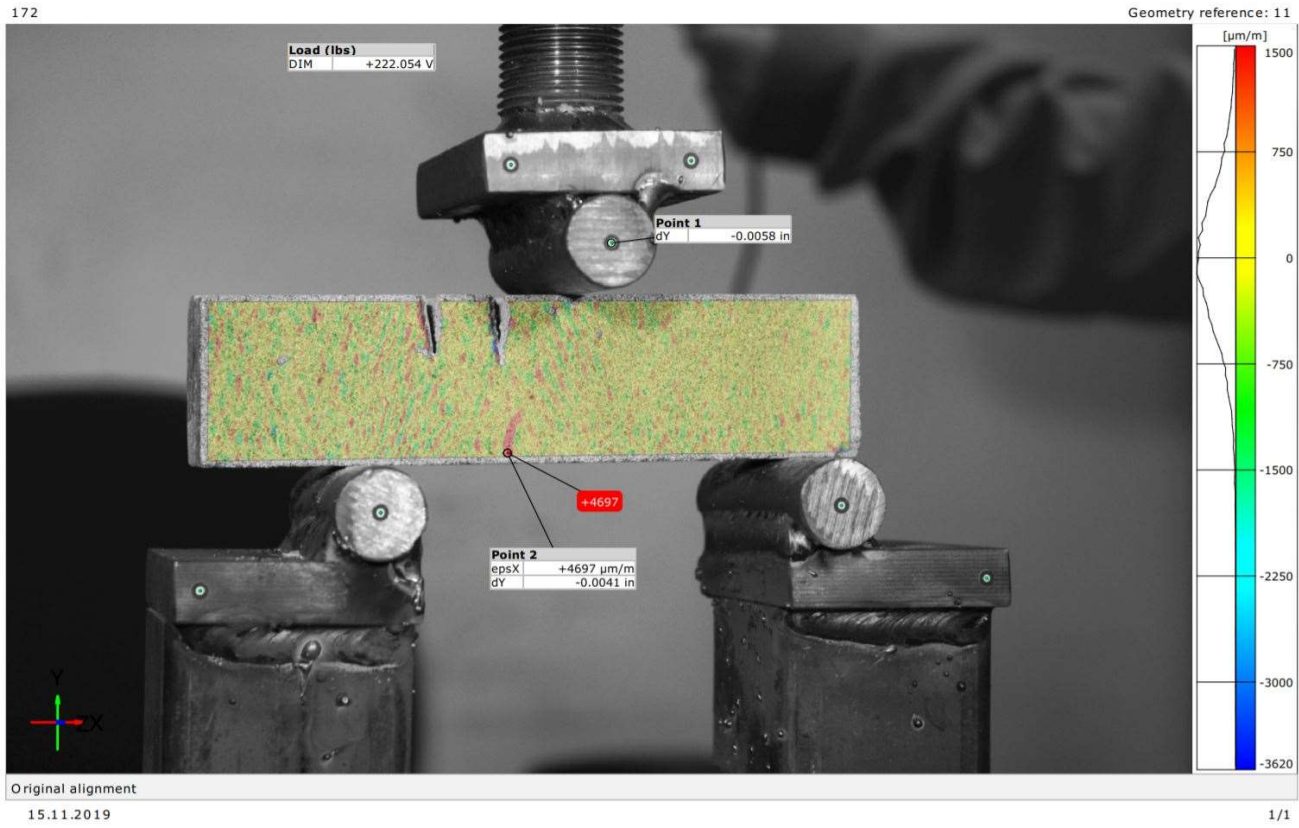 172
Geometry reference: 11
[µm/m]
Load (lbs)
DIM +222.054 V
1500
750
0
-750
-1500
-2250
-3000
-3620
Point 1
dY -0.0058 in
+4697
Point 2
epsX +4697 µm/m
dY -0.0041 in
Y
ZX
Original alignment
15.11.2019
1/1